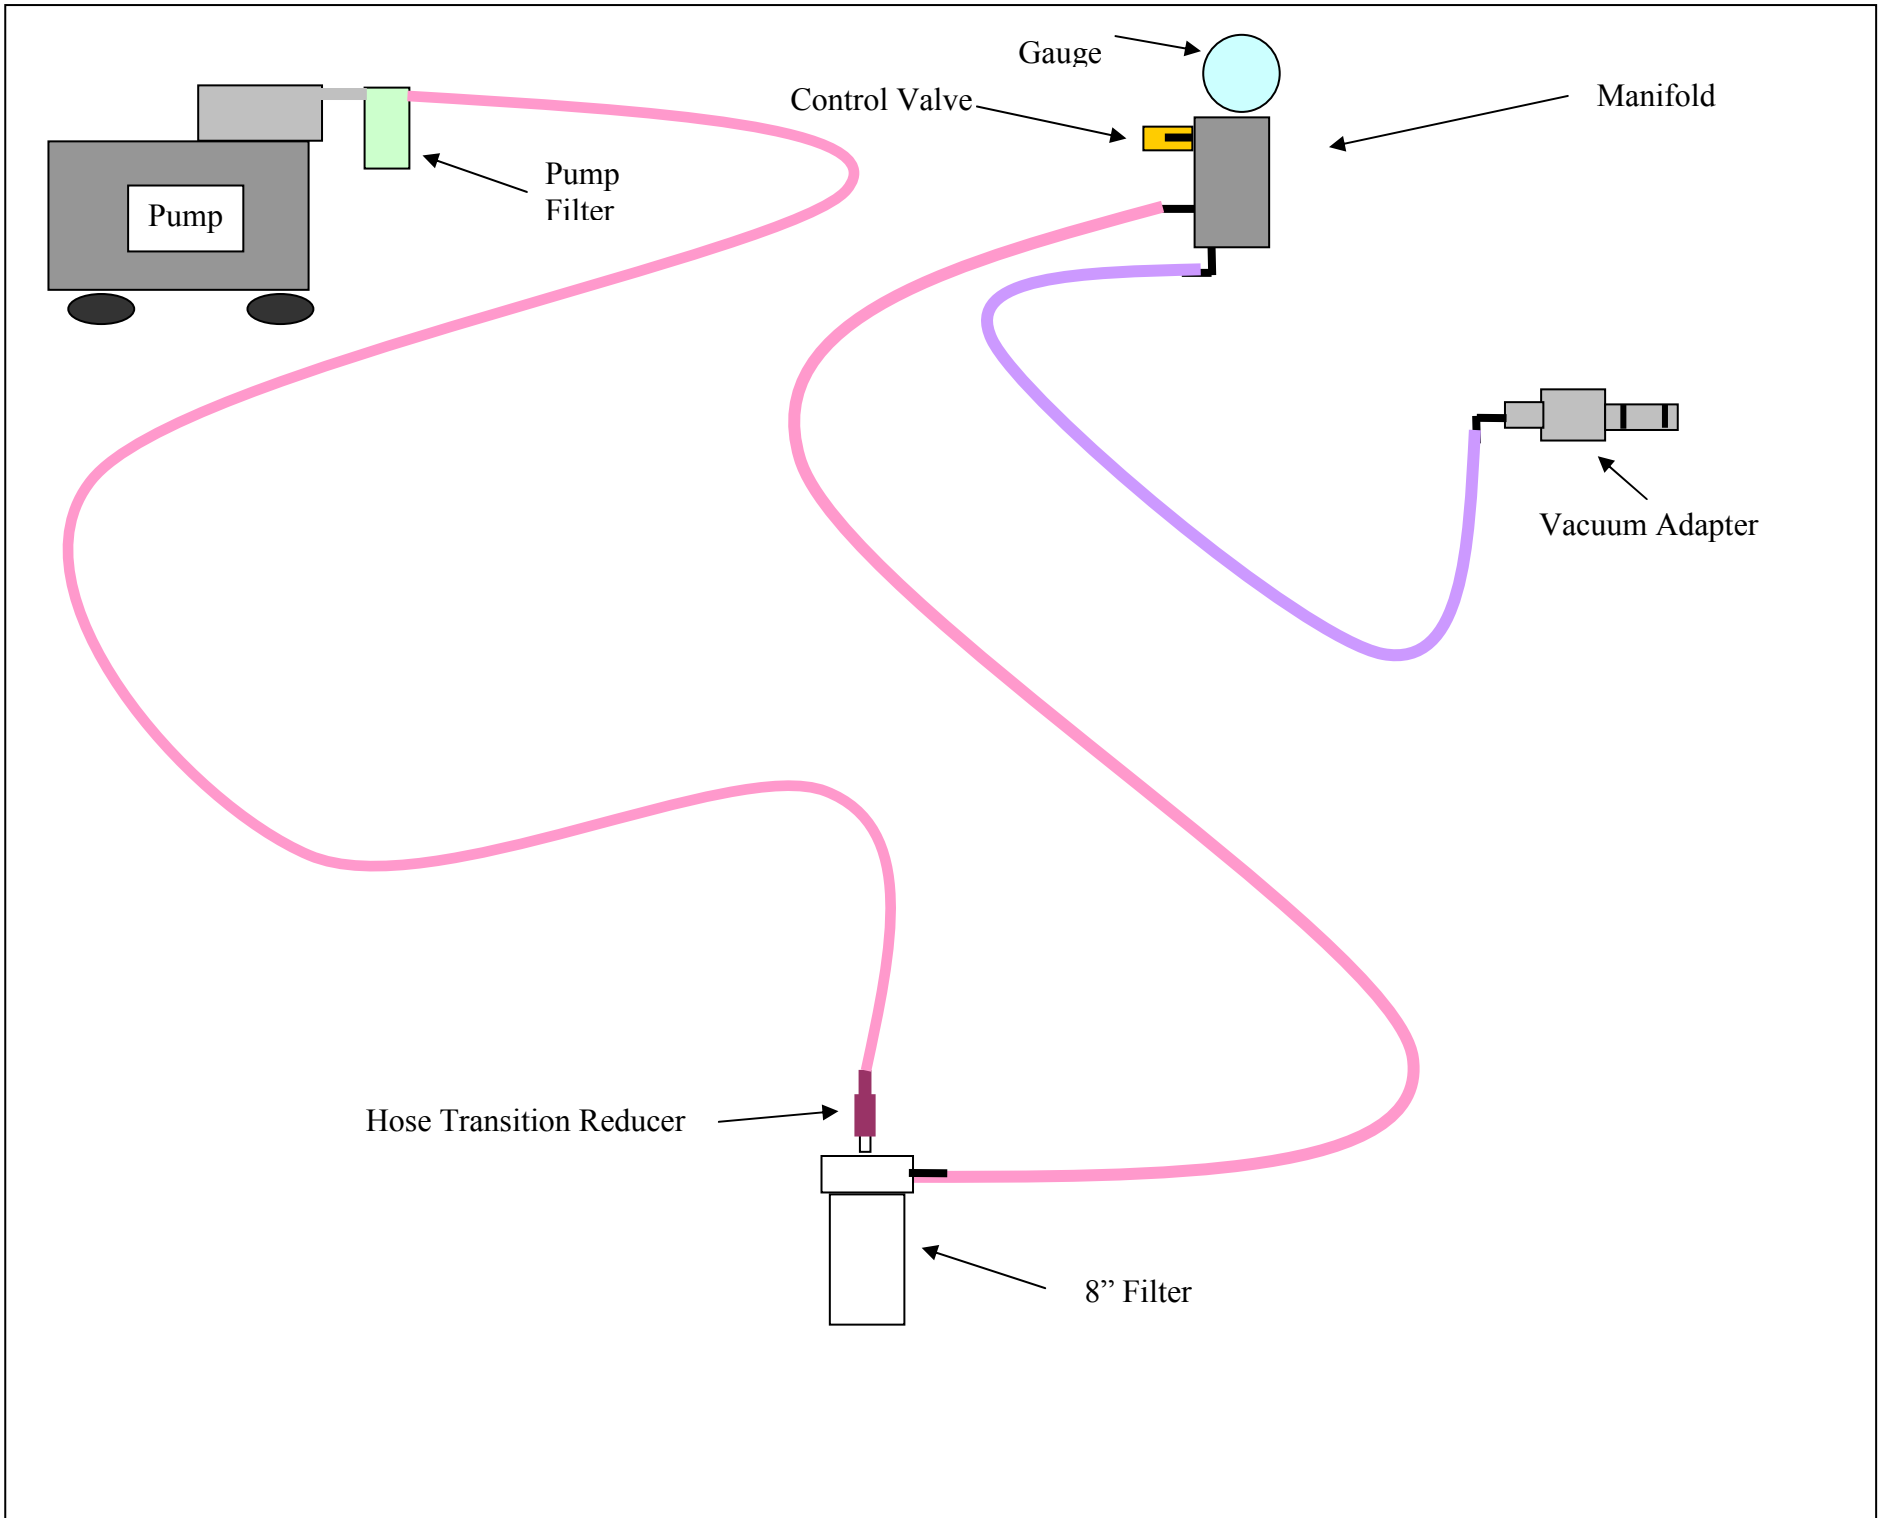 Gauge
Control Valve
Manifold
Pump
Filter
Pump
Vacuum Adapter
Hose Transition Reducer
8” Filter